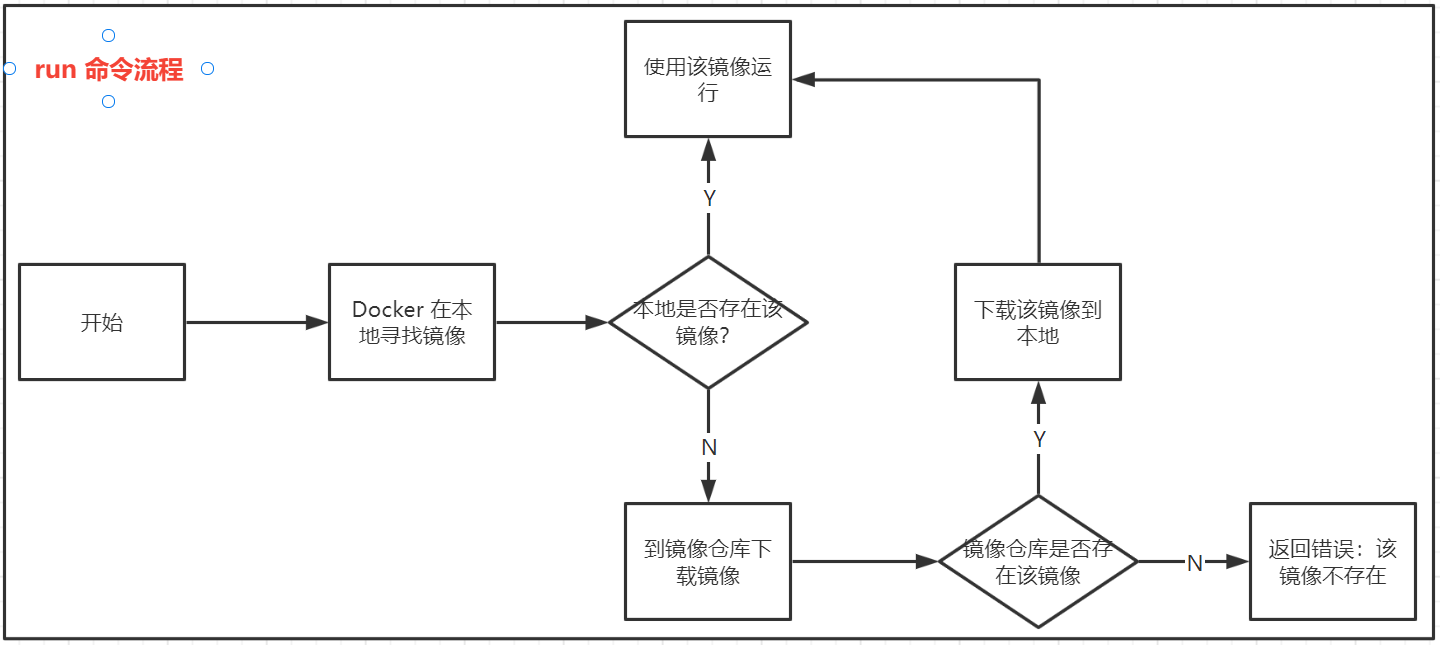 run 命令流程
使用该镜像运
行
Y
开始
Docker 在本
地寻找镜像
本地是否存在该
镜像？
下载该镜像到
本地
N
Y
到镜像仓库下
载镜像
镜像仓库是否存
在该镜像
N
返回错误：该
镜像不存在